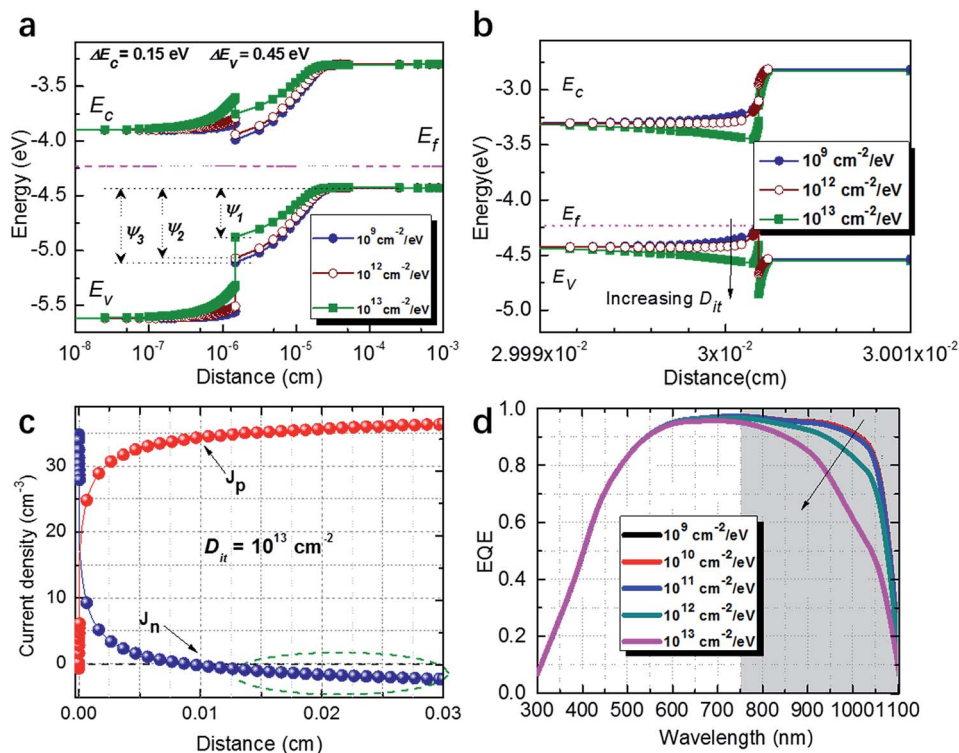 a
ΔE_c = 0.15 eV ΔE_v = 0.45 eV
-3.5
-4.0
-4.5
-5.0
-5.5
Energy (eV)
E_c
E_f
E_V
ψ_3
ψ_2
ψ_1
10^9 cm^-2/eV
10^12 cm^-2/eV
10^13 cm^-2/eV
10^-8 10^-7 10^-6 10^-5 10^-4 10^-3
Distance (cm)
b
-3.0
-3.5
-4.0
-4.5
-5.0
Energy(eV)
E_c
E_f
E_V
10^9 cm^-2/eV
10^12 cm^-2/eV
10^13 cm^-2/eV
Increasing D_it
2.999x10^-2 3x10^-2 3.001x10^-2
Distance(cm)
c
30
20
10
0
Current density (cm^-3)
J_p
D_it = 10^13 cm^-2
J_n
0.00 0.01 0.02 0.03
Distance (cm)
d
1.0
0.8
0.6
0.4
0.2
0.0
EQE
10^9 cm^-2/eV
10^10 cm^-2/eV
10^11 cm^-2/eV
10^12 cm^-2/eV
10^13 cm^-2/eV
300 400 500 600 700 800 900 1000 1100
Wavelength (nm)